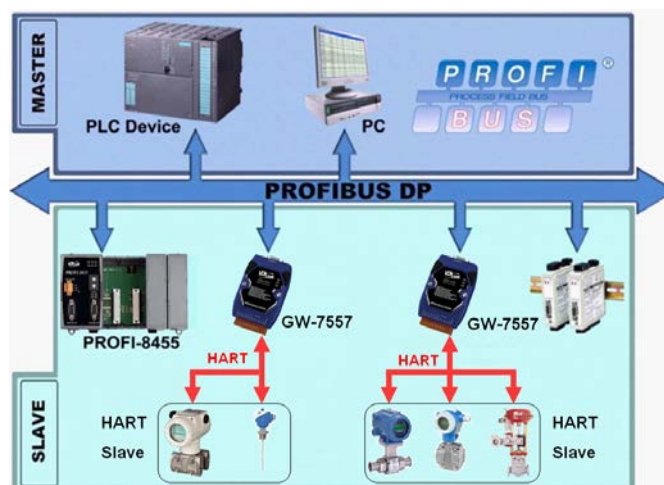 MASTER
PLC Device
PC
PROFI®
PROCESS FIELD BUS
BUS
PROFIBUS DP
PROFI-8455
GW-7557
GW-7557
HART
HART
SLAVE
HART
Slave
HART
Slave